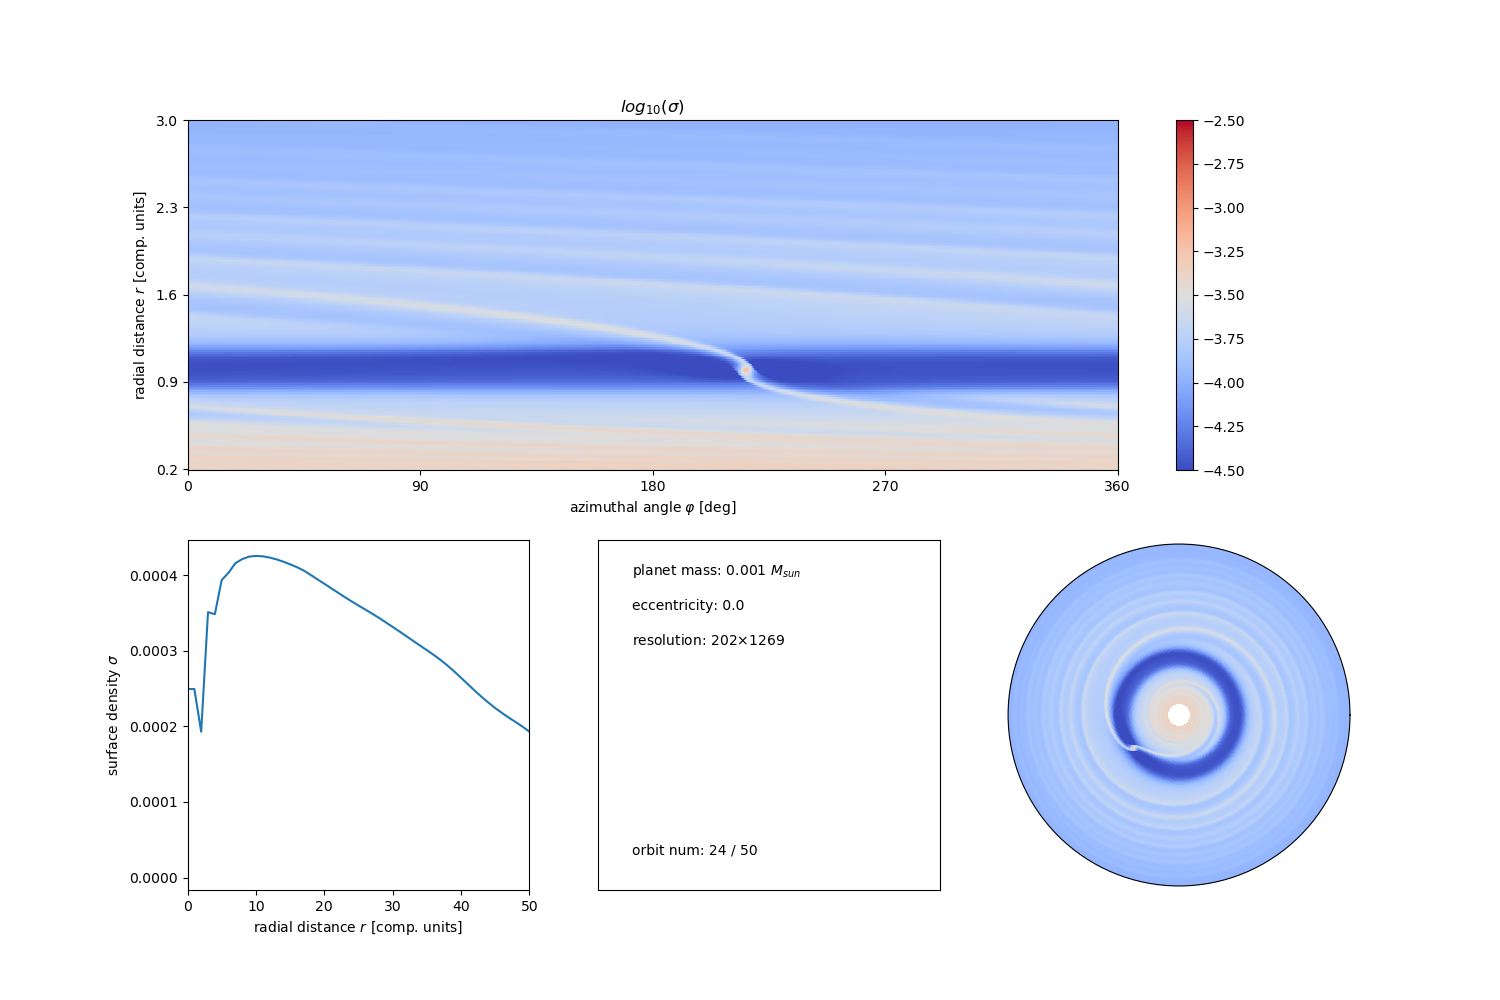 log₁₀(σ)
3.0
2.3
1.6
0.9
0.2
radial distance r [comp. units]
0 90 180 270 360
azimuthal angle φ [deg]
−2.50
−2.75
−3.00
−3.25
−3.50
−3.75
−4.00
−4.25
−4.50
0.0004
0.0003
0.0002
0.0001
0.0000
surface density σ
0 10 20 30 40 50
radial distance r [comp. units]
planet mass: 0.001 M_sun
eccentricity: 0.0
resolution: 202×1269
orbit num: 24 / 50